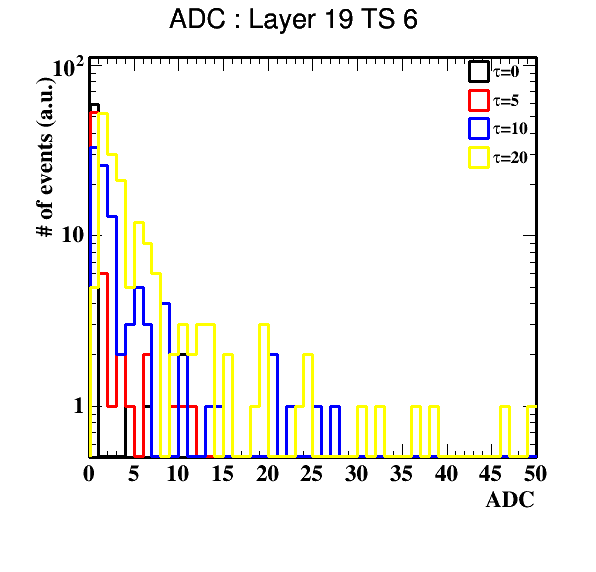 ADC : Layer 19 TS 6
# of events (a.u.)
10²
10
1
τ=0
τ=5
τ=10
τ=20
0 5 10 15 20 25 30 35 40 45 50
ADC